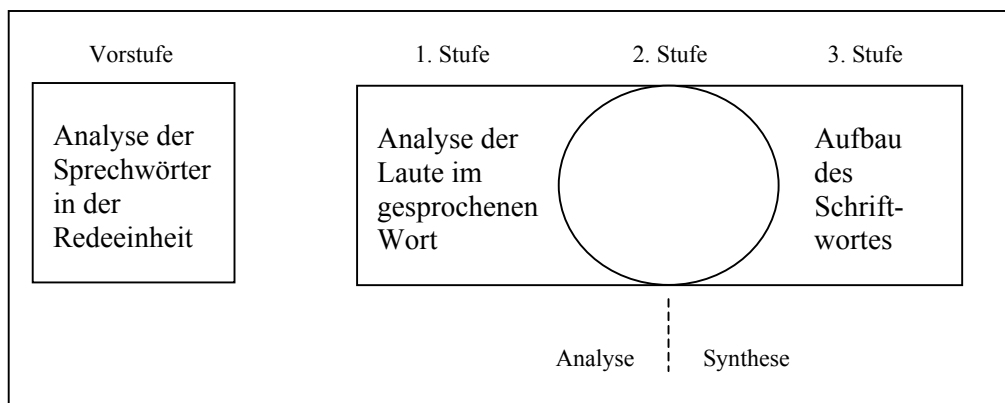 Vorstufe
1. Stufe
2. Stufe
3. Stufe
Analyse der
Sprechwörter
in der
Redeeinheit
Analyse der
Laute im
gesprochenen
Wort
Aufbau
des
Schrift-
wortes
Analyse
Synthese